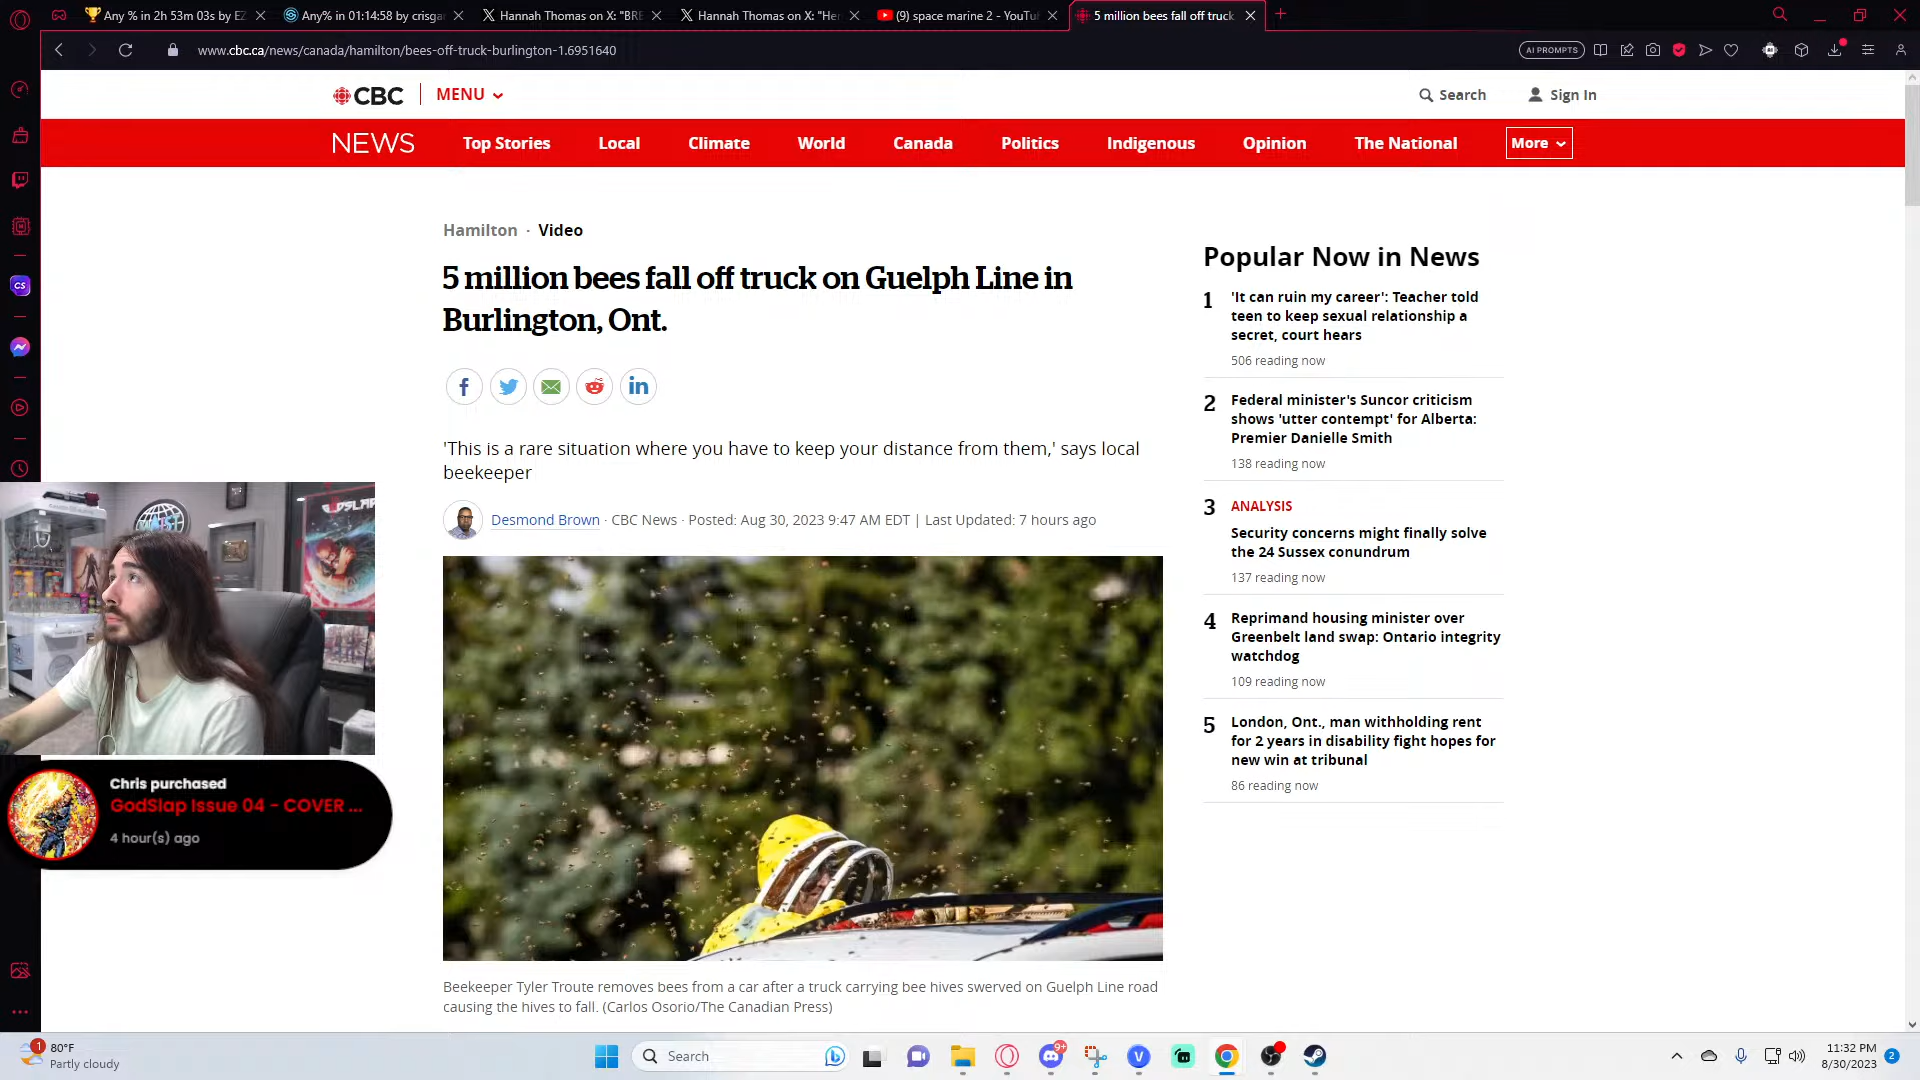 Any % in 2h 53m 03s by EZ
Any% in 01:14:58 by crisga
Hannah Thomas on X: "BRE
Hannah Thomas on X: "Her
(9) space marine 2 - YouTu
5 million bees fall off truck
www.cbc.ca/news/canada/hamilton/bees-off-truck-burlington-1.6951640
AI PROMPTS
CBC
MENU
Search
Sign In
NEWS
Top Stories
Local
Climate
World
Canada
Politics
Indigenous
Opinion
The National
More
CS
Hamilton · Video
5 million bees fall off truck on Guelph Line in
Burlington, Ont.
'This is a rare situation where you have to keep your distance from them,' says local
beekeeper
Desmond Brown · CBC News · Posted: Aug 30, 2023 9:47 AM EDT | Last Updated: 7 hours ago
Beekeeper Tyler Troute removes bees from a car after a truck carrying bee hives swerved on Guelph Line road
causing the hives to fall. (Carlos Osorio/The Canadian Press)
Popular Now in News
1
'It can ruin my career': Teacher told
teen to keep sexual relationship a
secret, court hears
506 reading now
2
Federal minister's Suncor criticism
shows 'utter contempt' for Alberta:
Premier Danielle Smith
138 reading now
3
ANALYSIS
Security concerns might finally solve
the 24 Sussex conundrum
137 reading now
4
Reprimand housing minister over
Greenbelt land swap: Ontario integrity
watchdog
109 reading now
5
London, Ont., man withholding rent
for 2 years in disability fight hopes for
new win at tribunal
86 reading now
Chris purchased
GodSlap Issue 04 - COVER ...
4 hour(s) ago
1
80°F
Partly cloudy
Search
9+
V
11:32 PM
8/30/2023
2